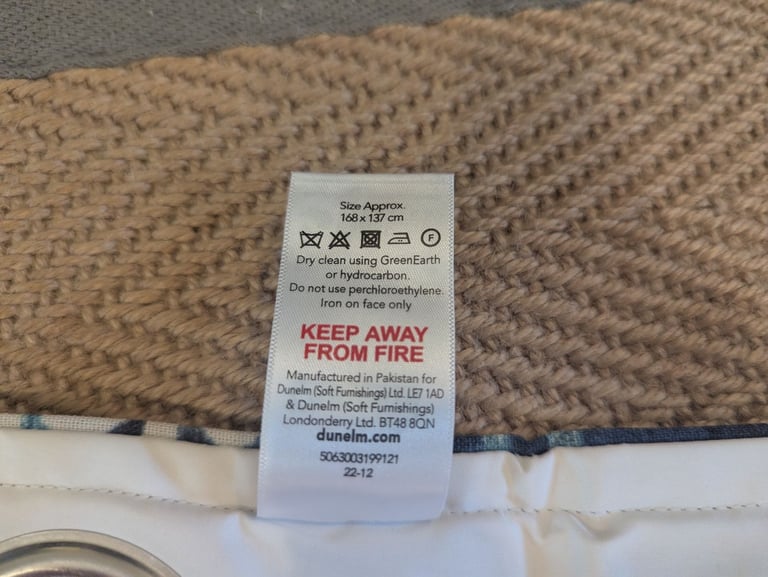 Size Approx.
168 x 137 cm
F
Dry clean using GreenEarth
or hydrocarbon.
Do not use perchloroethylene.
Iron on face only
KEEP AWAY
FROM FIRE
Manufactured in Pakistan for
Dunelm (Soft Furnishings) Ltd. LE7 1AD
& Dunelm (Soft Furnishings)
Londonderry Ltd. BT48 8QN
dunelm.com
5063003199121
22-12